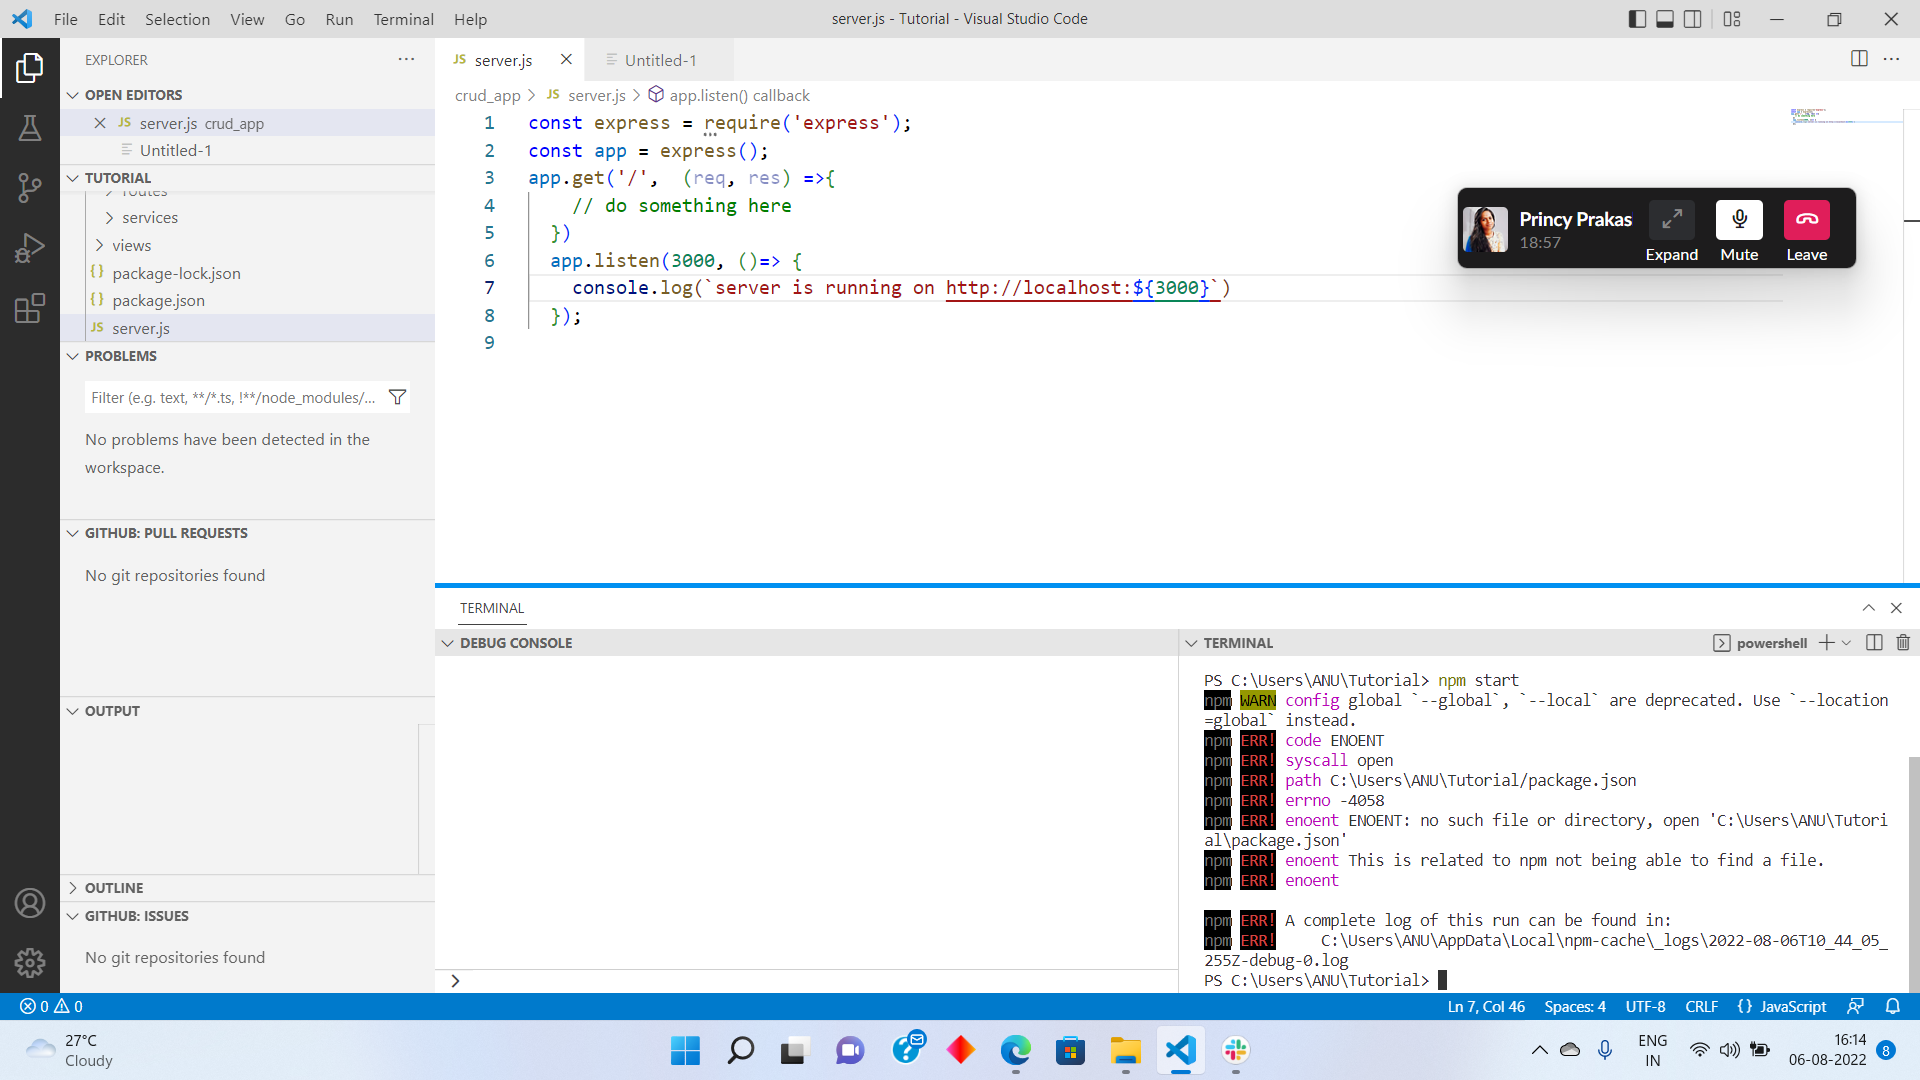 File Edit Selection View Go Run Terminal Help
server.js - Tutorial - Visual Studio Code
EXPLORER
OPEN EDITORS
JS server.js crud_app
Untitled-1
TUTORIAL
routes
services
views
{} package-lock.json
{} package.json
JS server.js
PROBLEMS
Filter (e.g. text, **/*.ts, !**/node_modules/...
No problems have been detected in the
workspace.
GITHUB: PULL REQUESTS
No git repositories found
OUTPUT
OUTLINE
GITHUB: ISSUES
No git repositories found
JS server.js
Untitled-1
crud_app > JS server.js > app.listen() callback
1 const express = require('express');
2 const app = express();
3 app.get('/',  (req, res) =>{
4 // do something here
5 })
6 app.listen(3000, ()=> {
7 console.log(`server is running on http://localhost:${3000}`)
8 });
9
Princy Prakas
18:57
Expand
Mute
Leave
TERMINAL
DEBUG CONSOLE
TERMINAL
powershell
PS C:\Users\ANU\Tutorial> npm start
npm WARN config global `--global`, `--local` are deprecated. Use `--location
=global` instead.
npm ERR! code ENOENT
npm ERR! syscall open
npm ERR! path C:\Users\ANU\Tutorial/package.json
npm ERR! errno -4058
npm ERR! enoent ENOENT: no such file or directory, open 'C:\Users\ANU\Tutori
al\package.json'
npm ERR! enoent This is related to npm not being able to find a file.
npm ERR! enoent
npm ERR! A complete log of this run can be found in:
npm ERR!     C:\Users\ANU\AppData\Local\npm-cache\_logs\2022-08-06T10_44_05_
255Z-debug-0.log
PS C:\Users\ANU\Tutorial>
0 0
Ln 7, Col 46 Spaces: 4 UTF-8 CRLF {} JavaScript
27°C
Cloudy
ENG
IN
16:14
06-08-2022
8